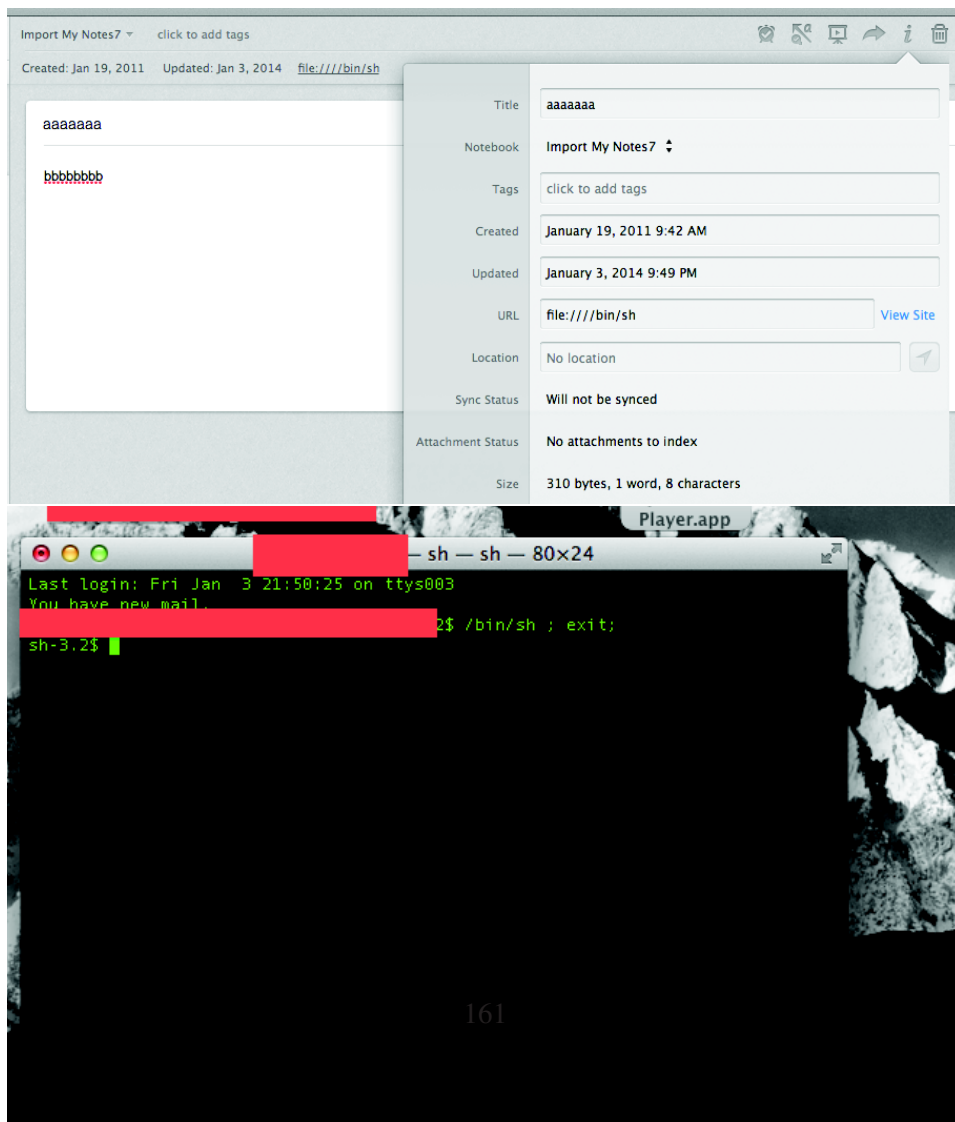 Import My Notes7 click to add tags
Created: Jan 19, 2011 Updated: Jan 3, 2014 file:////bin/sh
aaaaaaa
bbbbbbbb
Title aaaaaaa
Notebook Import My Notes7
Tags click to add tags
Created January 19, 2011 9:42 AM
Updated January 3, 2014 9:49 PM
URL file:////bin/sh View Site
Location No location
Sync Status Will not be synced
Attachment Status No attachments to index
Size 310 bytes, 1 word, 8 characters
Player.app
— sh — sh — 80×24
Last login: Fri Jan 3 21:50:25 on ttys003
You have new mail.
2$ /bin/sh ; exit;
sh-3.2$
161